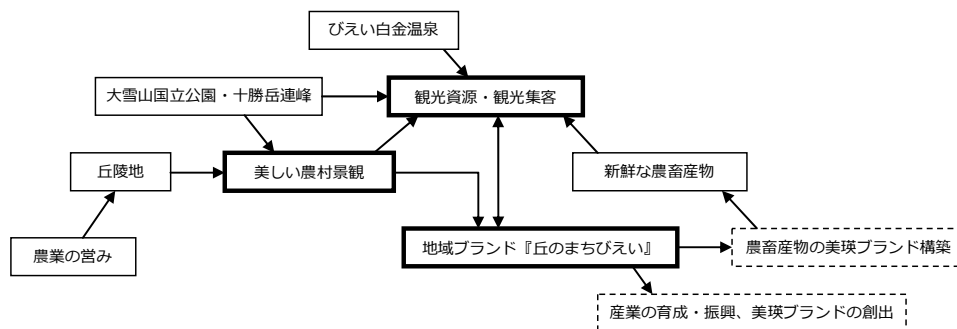 びえい白金温泉
大雪山国立公園・十勝岳連峰
観光資源・観光集客
丘陵地
美しい農村景観
新鮮な農畜産物
農業の営み
地域ブランド『丘のまちびえい』
農畜産物の美瑛ブランド構築
産業の育成・振興、美瑛ブランドの創出